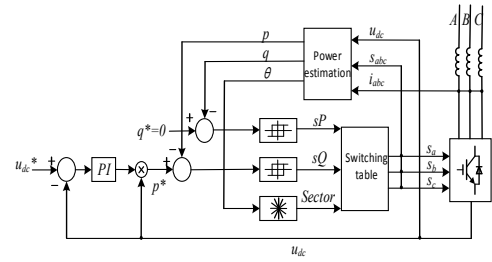 A B C
p
q
θ
Power
estimation
u_dc
s_abc
i_abc
+
−
q*=0
−
sP
u_dc*
+
−
PI
×
+
p*
sQ
Switching
table
s_a
s_b
s_c
Sector
u_dc